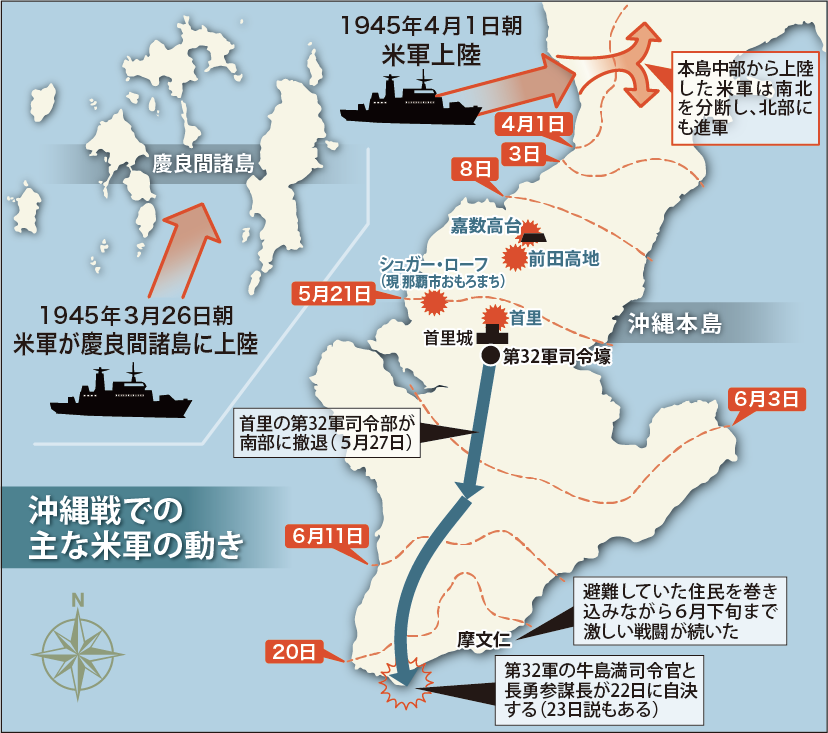 1945年4月1日朝
米軍上陸
本島中部から上陸
した米軍は南北
を分断し、北部に
も進軍
4月1日
3日
8日
慶良間諸島
嘉数高台
前田高地
シュガー・ローフ
（現 那覇市おもろまち）
5月21日
首里
沖縄本島
首里城
第32軍司令壕
1945年3月26日朝
米軍が慶良間諸島に上陸
6月3日
首里の第32軍司令部が
南部に撤退（5月27日）
沖縄戦での
主な米軍の動き
6月11日
避難していた住民を巻き
込みながら6月下旬まで
激しい戦闘が続いた
N
摩文仁
20日
第32軍の牛島満司令官と
長勇参謀長が22日に自決
する（23日説もある）